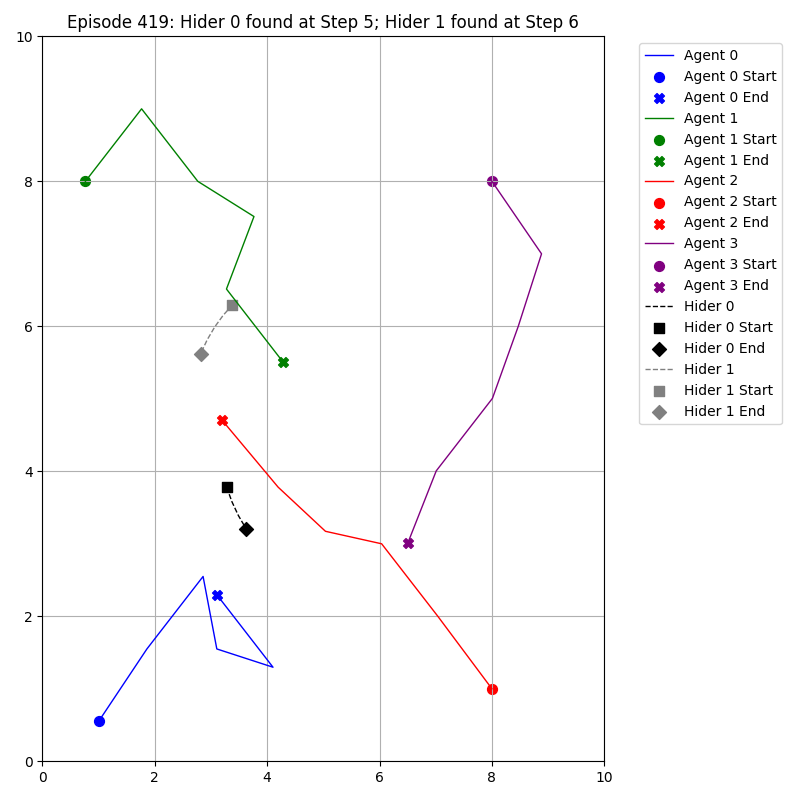 Episode 419: Hider 0 found at Step 5; Hider 1 found at Step 6
10
8
6
4
2
0
0 2 4 6 8 10
Agent 0
Agent 0 Start
Agent 0 End
Agent 1
Agent 1 Start
Agent 1 End
Agent 2
Agent 2 Start
Agent 2 End
Agent 3
Agent 3 Start
Agent 3 End
Hider 0
Hider 0 Start
Hider 0 End
Hider 1
Hider 1 Start
Hider 1 End